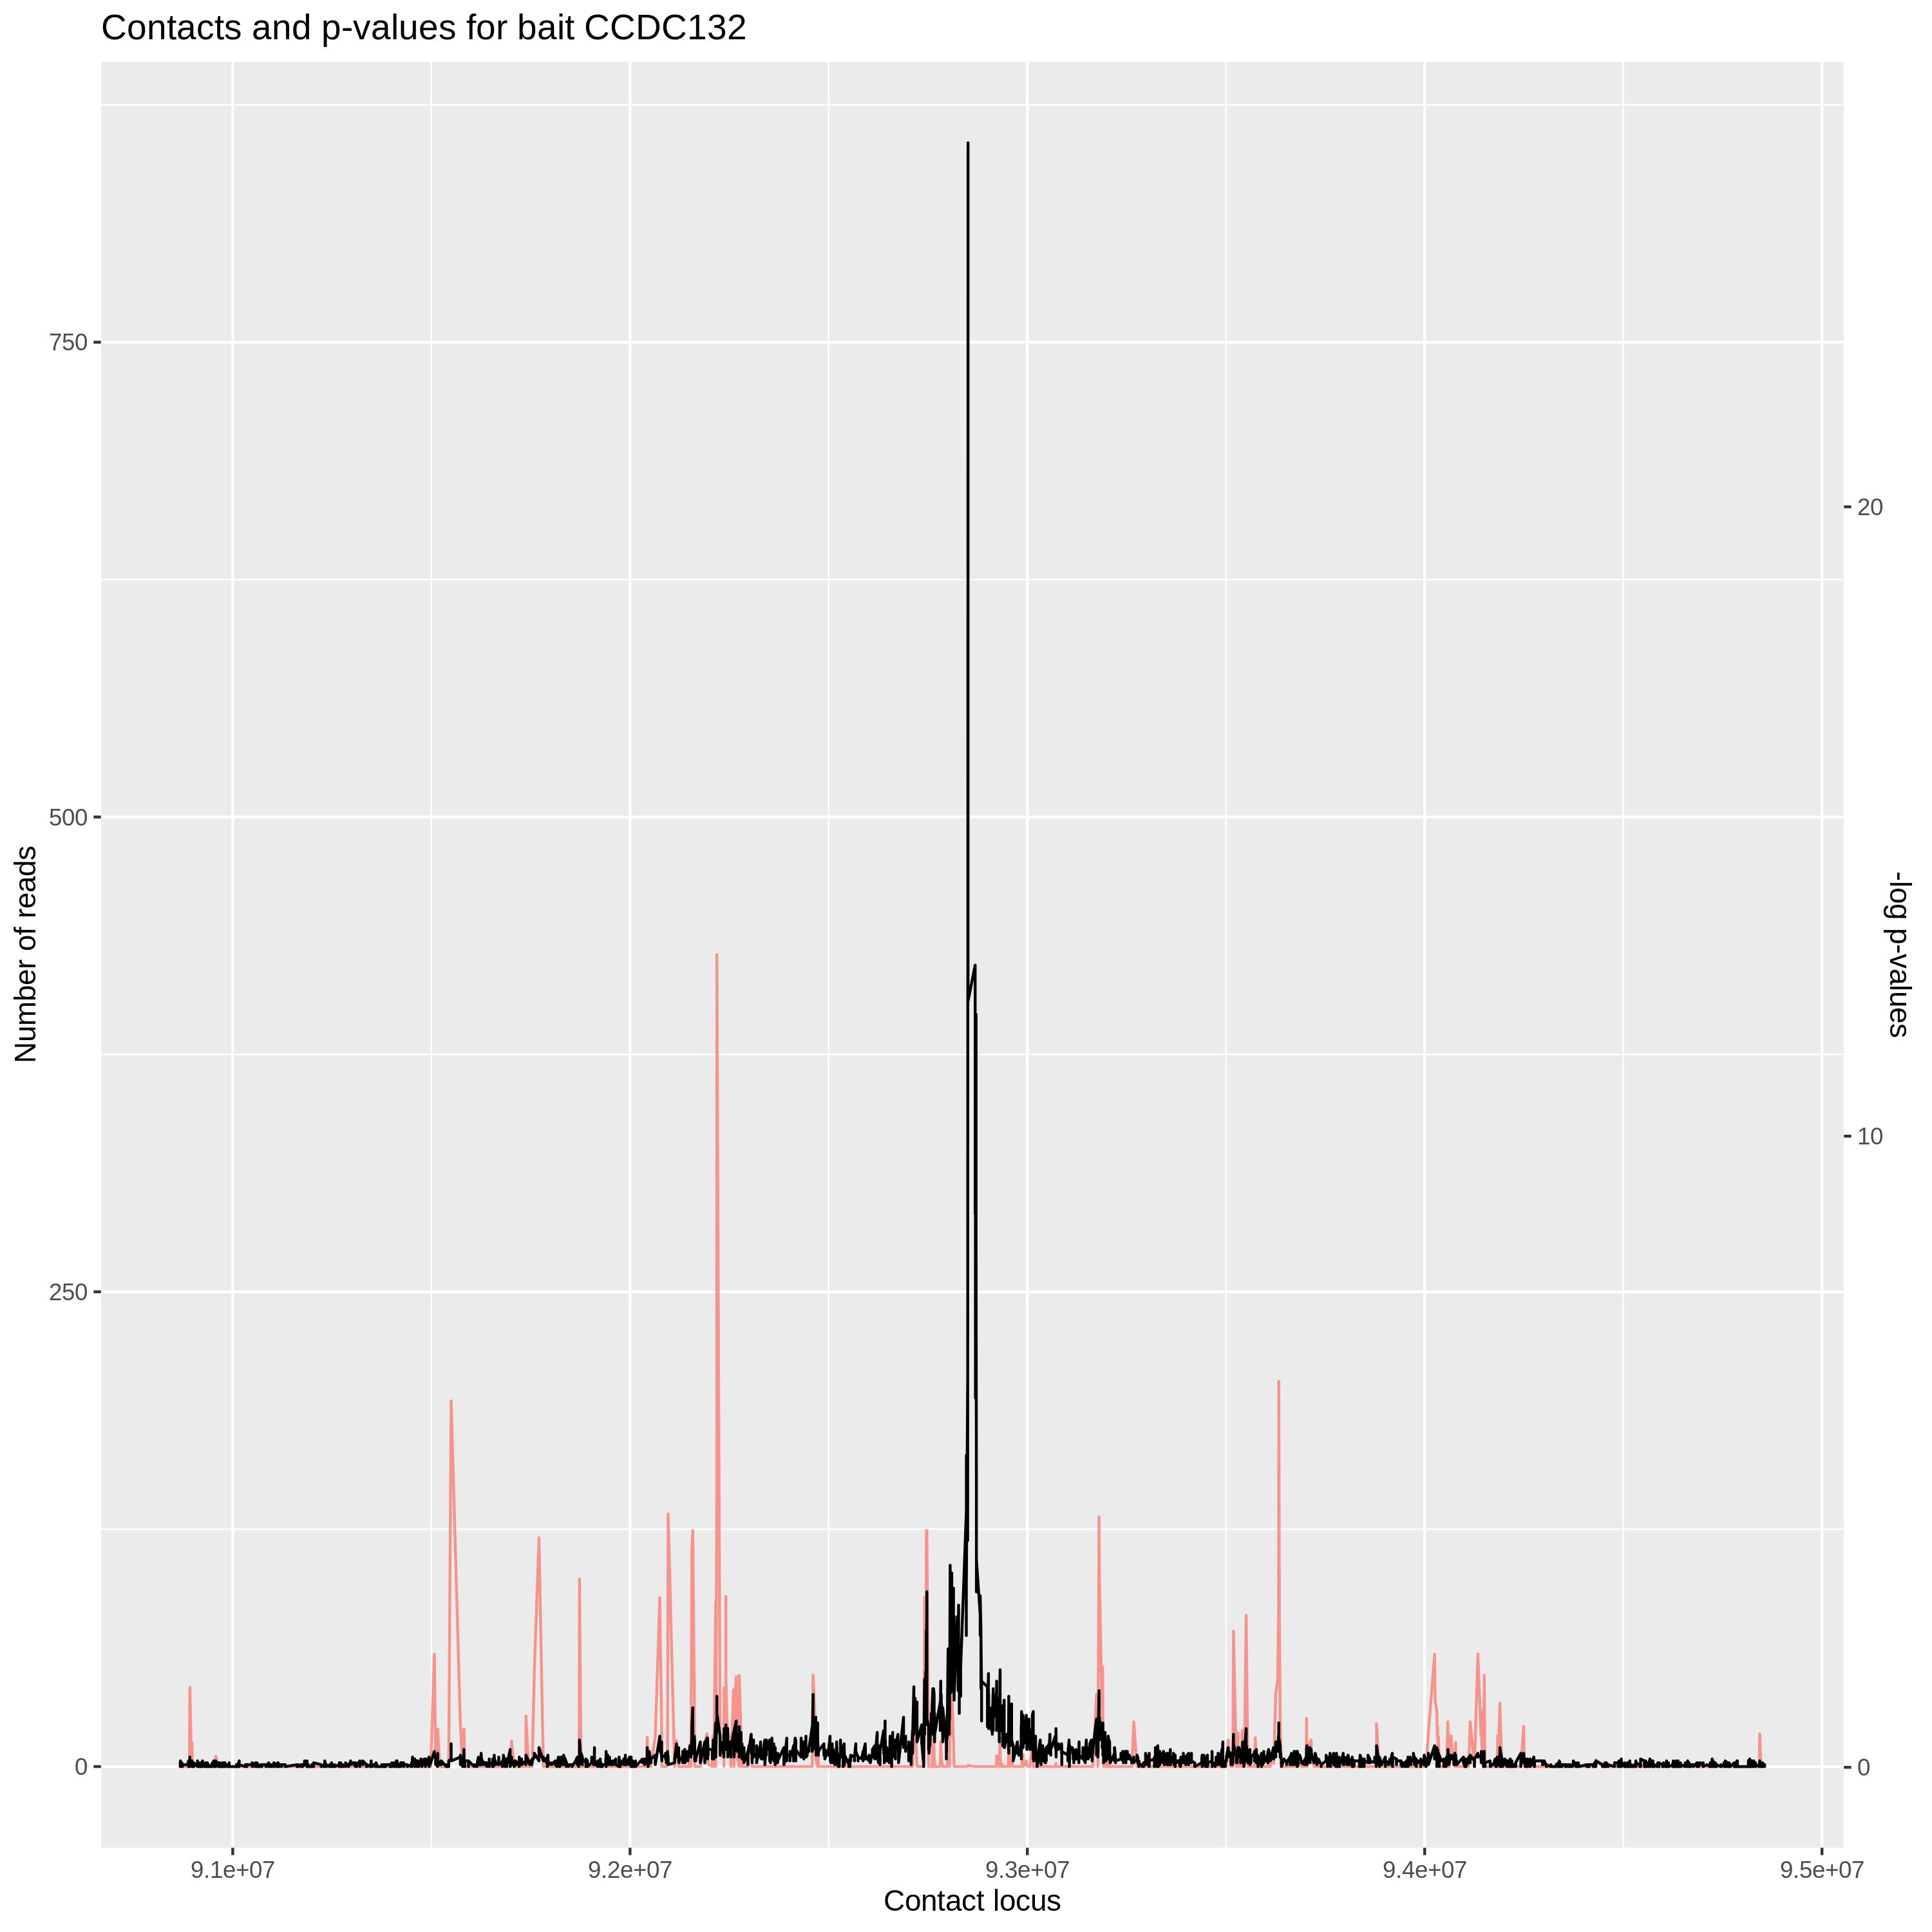 Contacts and p-values for bait CCDC132
Number of reads
750
500
250
0
20
10
0
-log p-values
9.1e+07
9.2e+07
9.3e+07
9.4e+07
9.5e+07
Contact locus